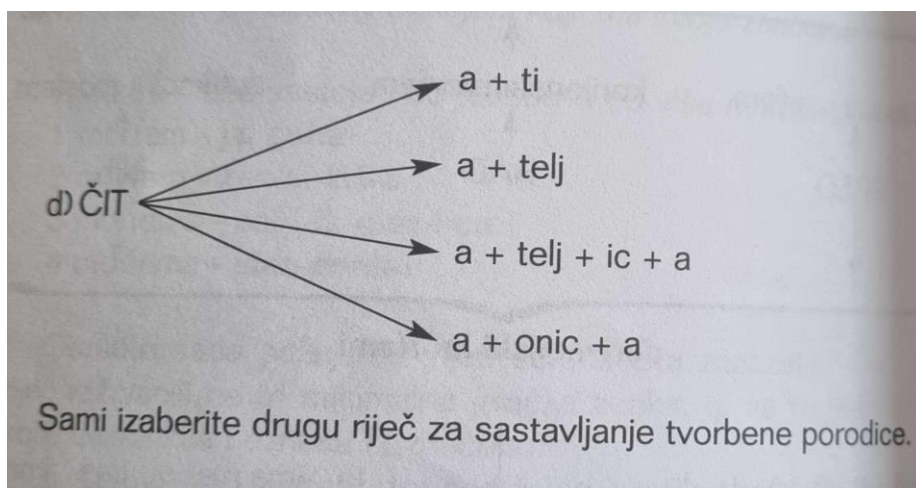 a + ti
a + telj
d) ČIT
a + telj + ic + a
a + onic + a
Sami izaberite drugu riječ za sastavljanje tvorbene porodice.